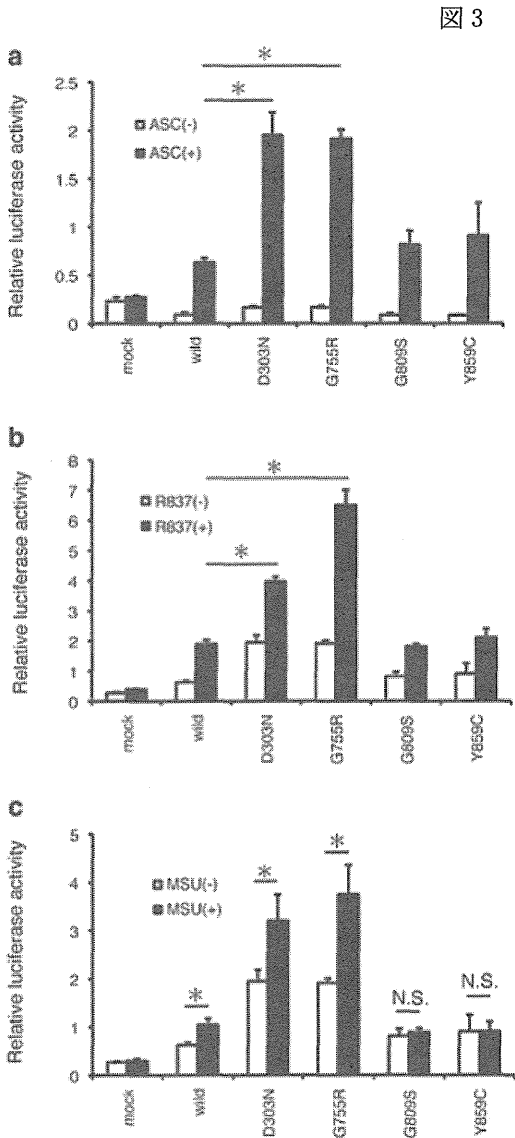 図 3
a
Relative luciferase activity
2.5
2
1.5
1
0.5
0
ASC(-)
ASC(+)
*
*
mock
wild
D303N
G755R
G809S
Y859C
b
Relative luciferase activity
8
7
6
5
4
3
2
1
0
R837(-)
R837(+)
*
*
mock
wild
D303N
G755R
G809S
Y859C
c
Relative luciferase activity
5
4
3
2
1
0
MSU(-)
MSU(+)
*
*
*
N.S.
N.S.
mock
wild
D303N
G755R
G809S
Y859C